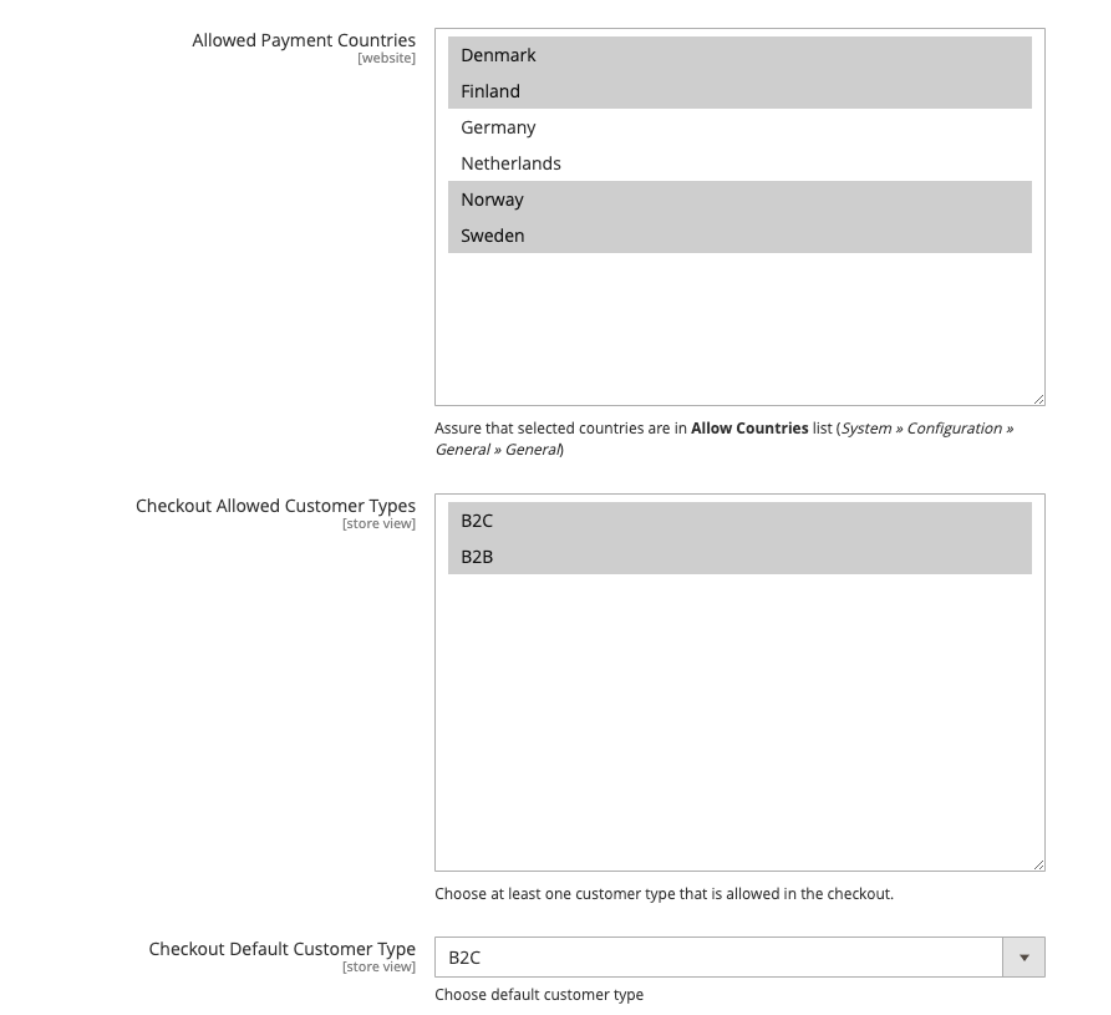 Allowed Payment Countries
[website]
Denmark
Finland
Germany
Netherlands
Norway
Sweden
Assure that selected countries are in Allow Countries list (System » Configuration »
General » General)
Checkout Allowed Customer Types
[store view]
B2C
B2B
Choose at least one customer type that is allowed in the checkout.
Checkout Default Customer Type
[store view]
B2C
Choose default customer type